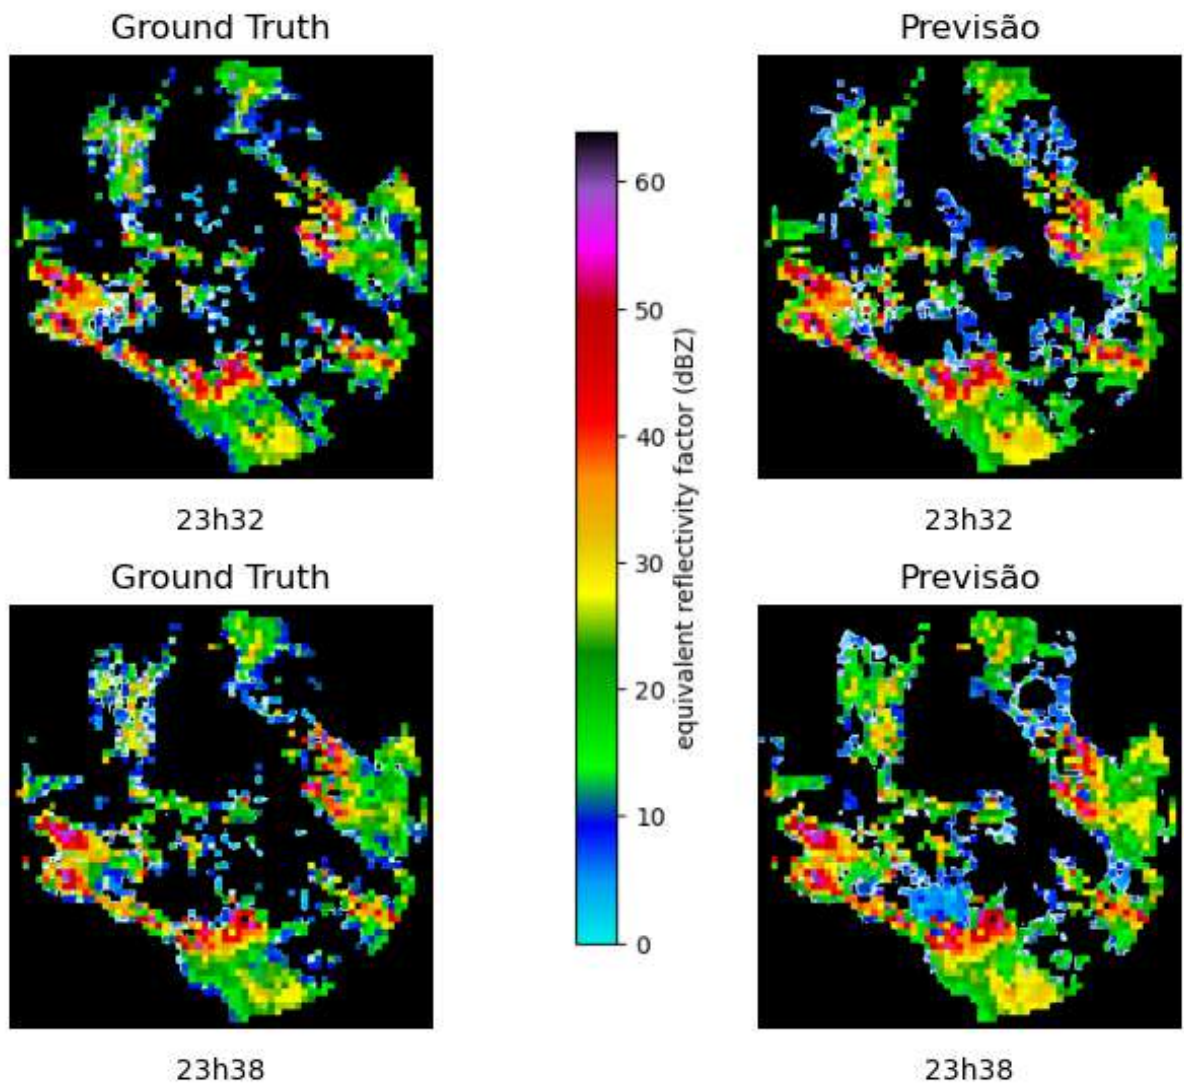 Ground Truth
Previsão
60
50
40
30
20
10
0
equivalent reflectivity factor (dBZ)
23h32
23h32
Ground Truth
Previsão
23h38
23h38